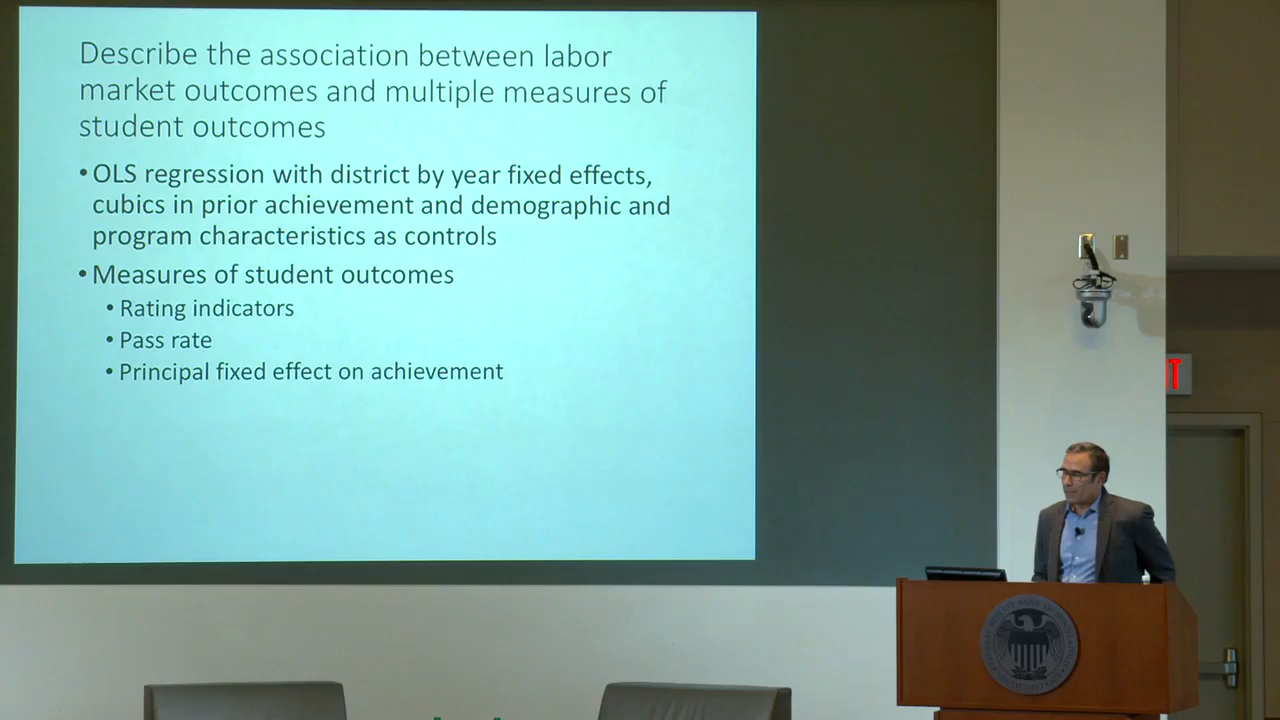 Describe the association between labor
market outcomes and multiple measures of
student outcomes
•OLS regression with district by year fixed effects,
cubics in prior achievement and demographic and
program characteristics as controls
•Measures of student outcomes
•Rating indicators
•Pass rate
•Principal fixed effect on achievement
T